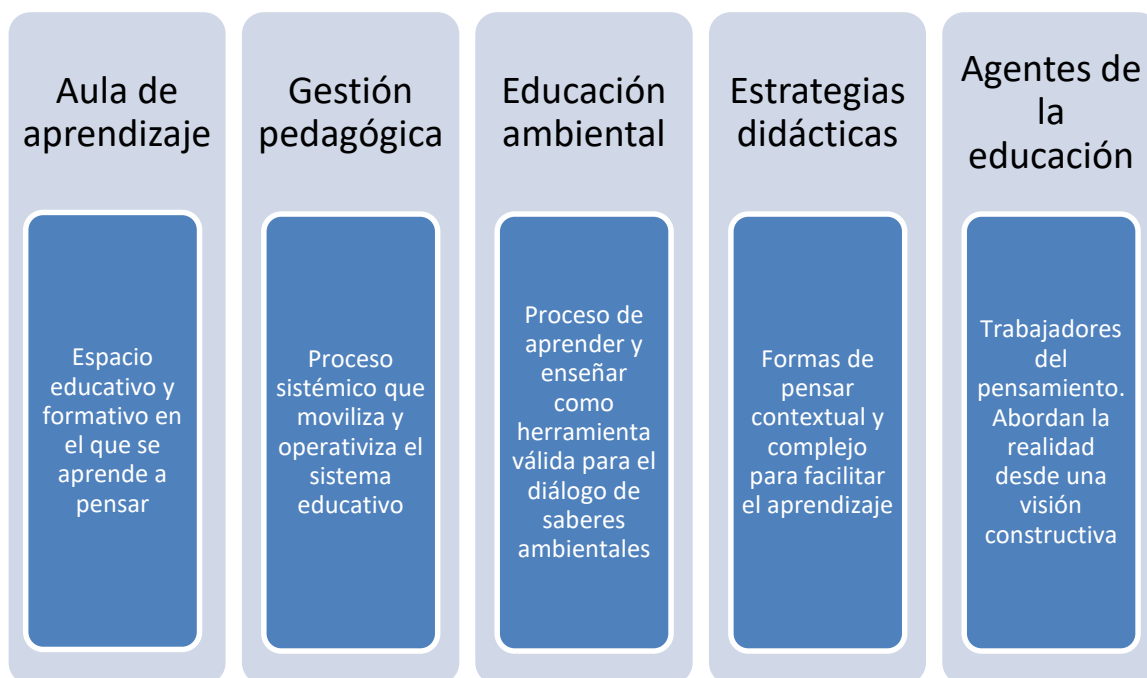 Aula de
aprendizaje
Espacio
educativo y
formativo en
el que se
aprende a
pensar
Gestión
pedagógica
Proceso
sistémico que
moviliza y
operativiza el
sistema
educativo
Educación
ambiental
Proceso de
aprender y
enseñar
como
herramienta
válida para el
diálogo de
saberes
ambientales
Estrategias
didácticas
Formas de
pensar
contextual y
complejo
para facilitar
el aprendizaje
Agentes de
la
educación
Trabajadores
del
pensamiento.
Abordan la
realidad
desde una
visión
constructiva